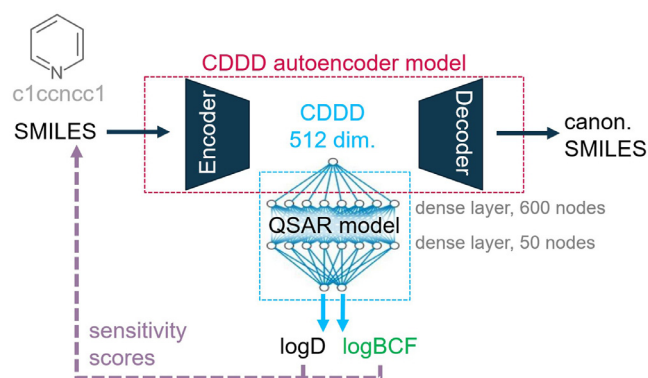 N
c1ccncc1
SMILES
CDDD autoencoder model
Encoder
CDDD
512 dim.
Decoder
canon.
SMILES
dense layer, 600 nodes
QSAR model
dense layer, 50 nodes
sensitivity
scores
logD
logBCF